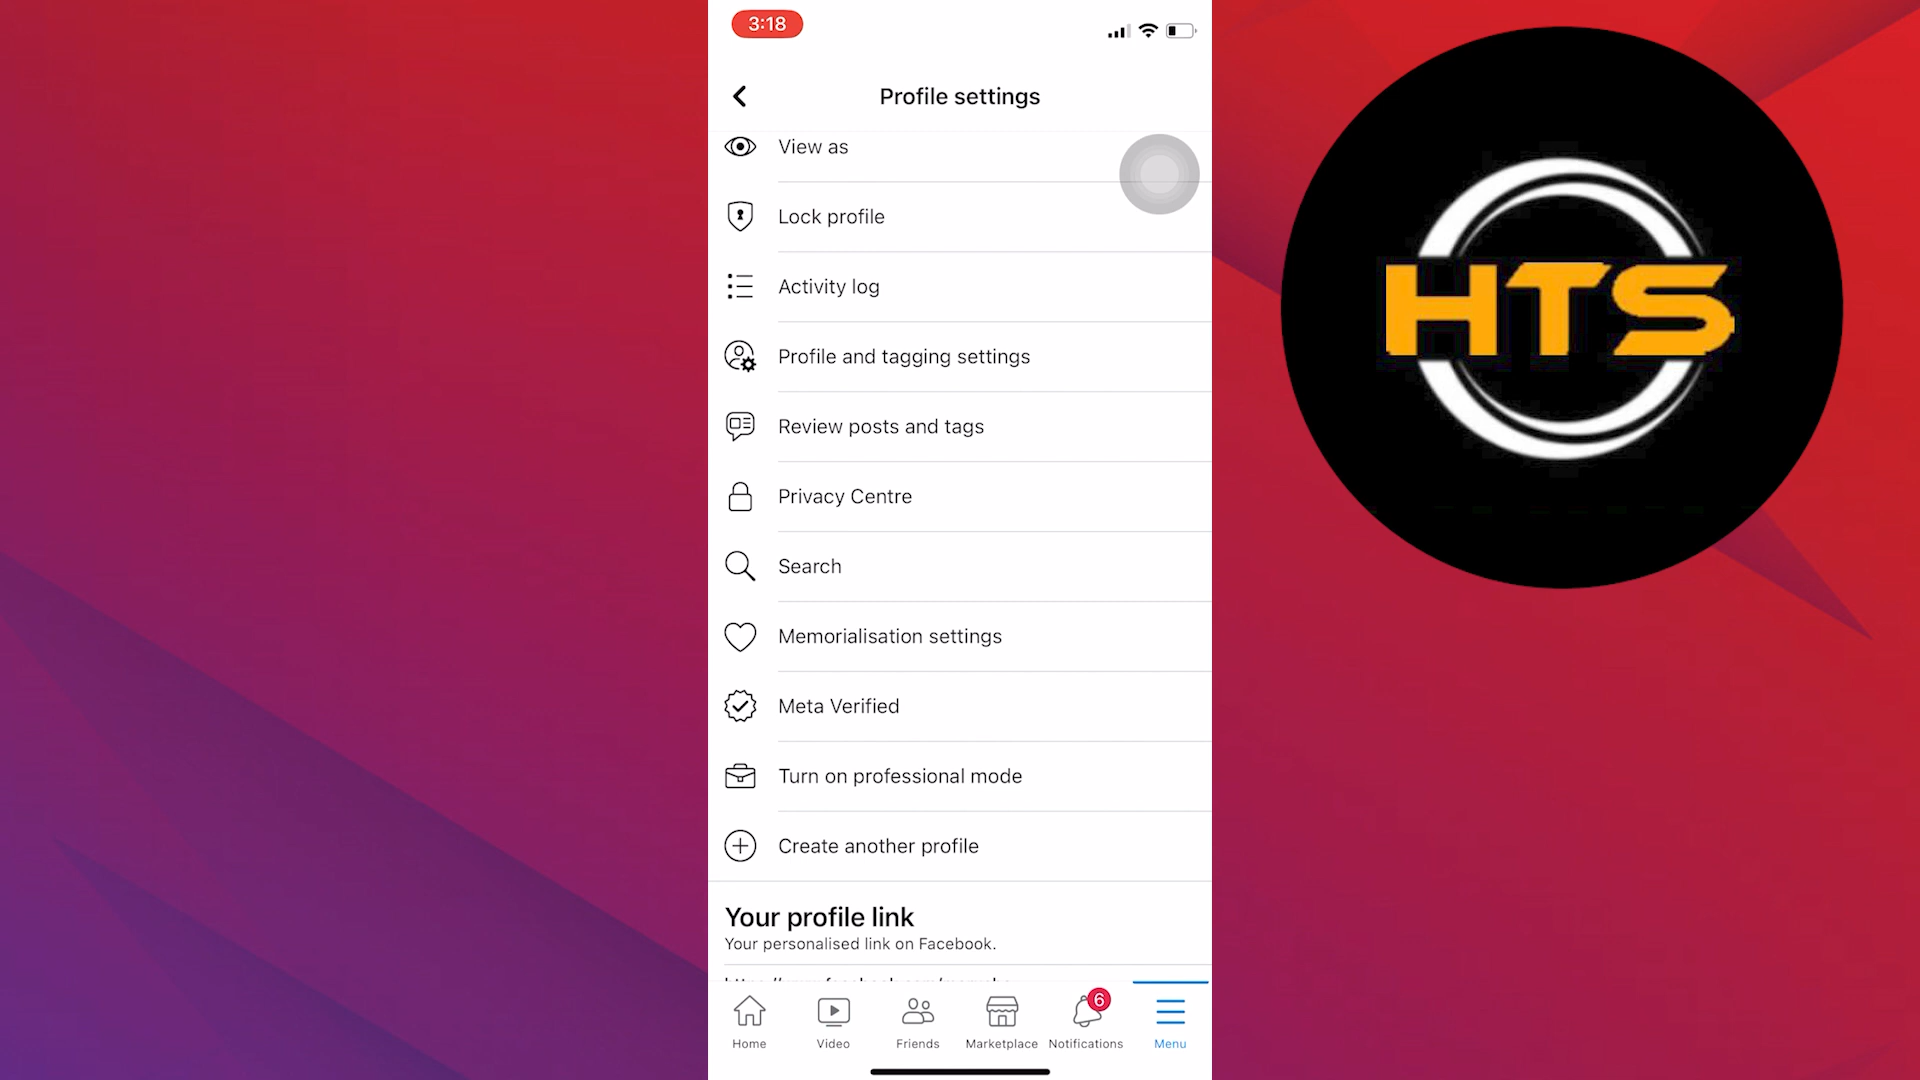 3:18
Profile settings
View as
Lock profile
Activity log
Profile and tagging settings
Review posts and tags
Privacy Centre
Search
Memorialisation settings
Meta Verified
Turn on professional mode
Create another profile
Your profile link
Your personalised link on Facebook.
6
Home
Video
Friends
Marketplace
Notifications
Menu
HTS